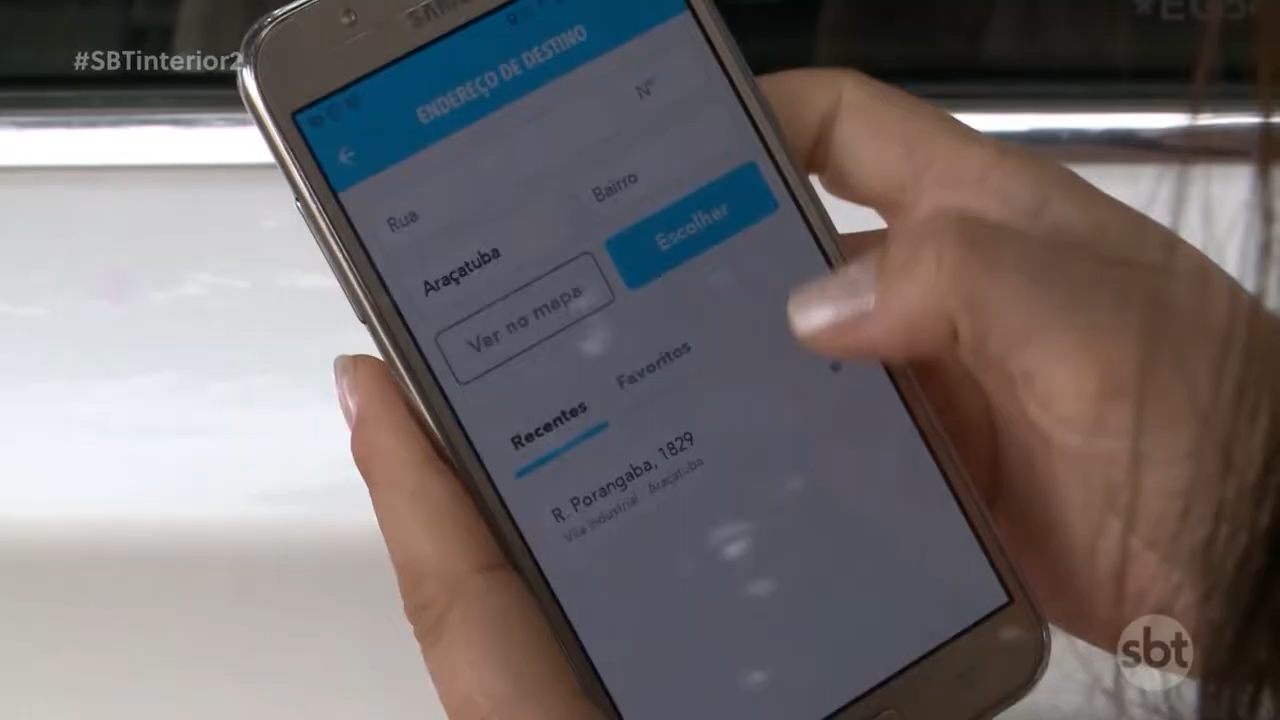 #SBTinterior2
ENDEREÇO DE DESTINO
Rua
Nº
Araçatuba
Bairro
Ver no mapa
Escolher
Recentes
Favoritos
R. Porangaba, 1829
Vila Industrial Araçatuba
sbt